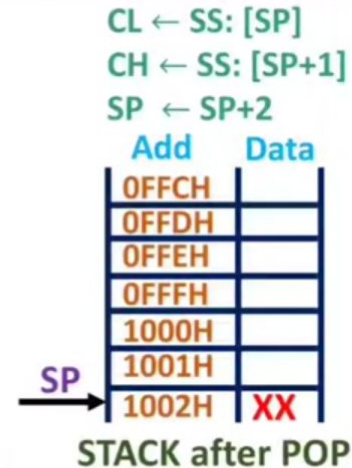 CL ← SS: [SP]
CH ← SS: [SP+1]
SP ← SP+2
Add Data
0FFCH
0FFDH
0FFEH
0FFFH
1000H
1001H
SP 1002H XX
STACK after POP